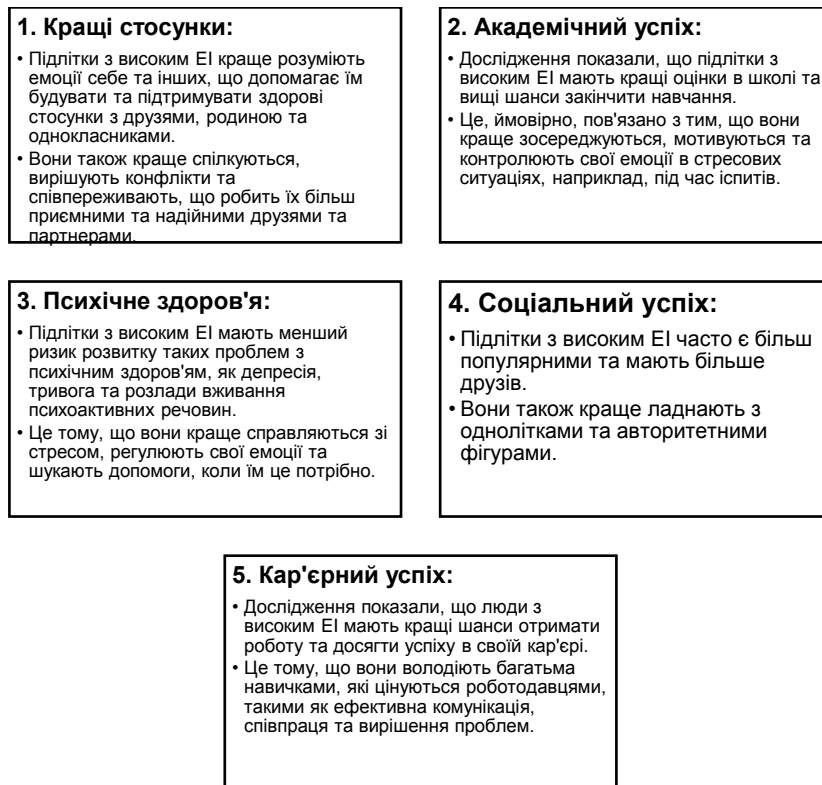 1. Кращі стосунки:
• Підлітки з високим ЕІ краще розуміють
емоції себе та інших, що допомагає їм
будувати та підтримувати здорові
стосунки з друзями, родиною та
однокласниками.
• Вони також краще спілкуються,
вирішують конфлікти та
співпереживають, що робить їх більш
приємними та надійними друзями та
партнерами.
2. Академічний успіх:
• Дослідження показали, що підлітки з
високим ЕІ мають кращі оцінки в школі та
вищі шанси закінчити навчання.
• Це, ймовірно, пов'язано з тим, що вони
краще зосереджуються, мотивуються та
контролюють свої емоції в стресових
ситуаціях, наприклад, під час іспитів.
3. Психічне здоров'я:
• Підлітки з високим ЕІ мають менший
ризик розвитку таких проблем з
психічним здоров'ям, як депресія,
тривога та розлади вживання
психоактивних речовин.
• Це тому, що вони краще справляються зі
стресом, регулюють свої емоції та
шукають допомоги, коли їм це потрібно.
4. Соціальний успіх:
• Підлітки з високим ЕІ часто є більш
популярними та мають більше
друзів.
• Вони також краще ладнають з
однолітками та авторитетними
фігурами.
5. Кар'єрний успіх:
• Дослідження показали, що люди з
високим ЕІ мають кращі шанси отримати
роботу та досягти успіху в своїй кар'єрі.
• Це тому, що вони володіють багатьма
навичками, які цінуються роботодавцями,
такими як ефективна комунікація,
співпраця та вирішення проблем.